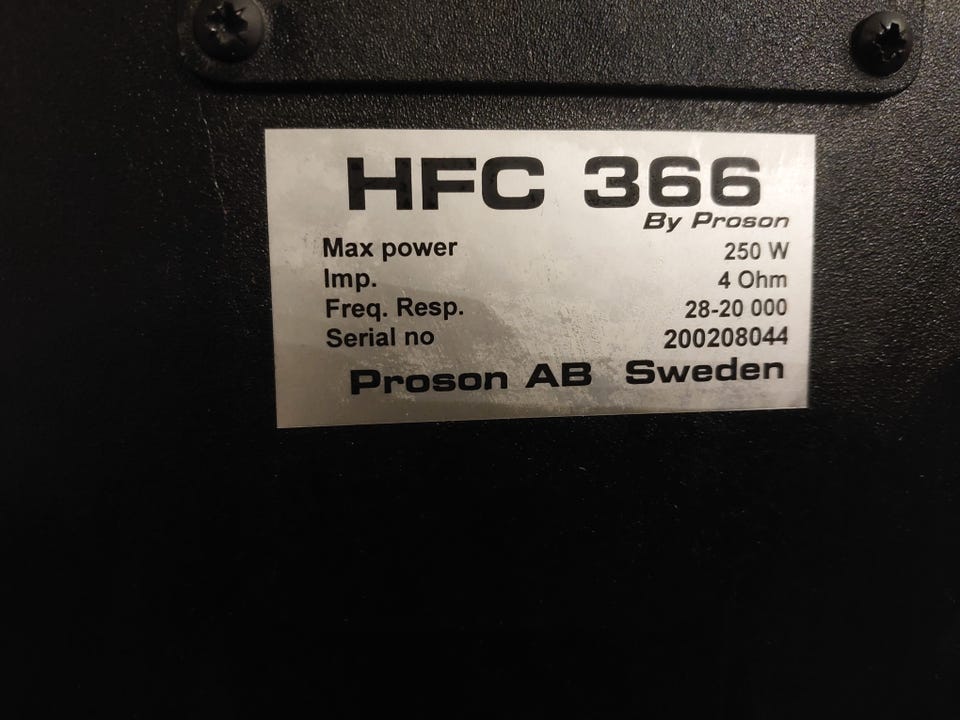 HFC 366
By Proson
Max power 250 W
Imp. 4 Ohm
Freq. Resp. 28-20 000
Serial no 200208044
Proson AB Sweden